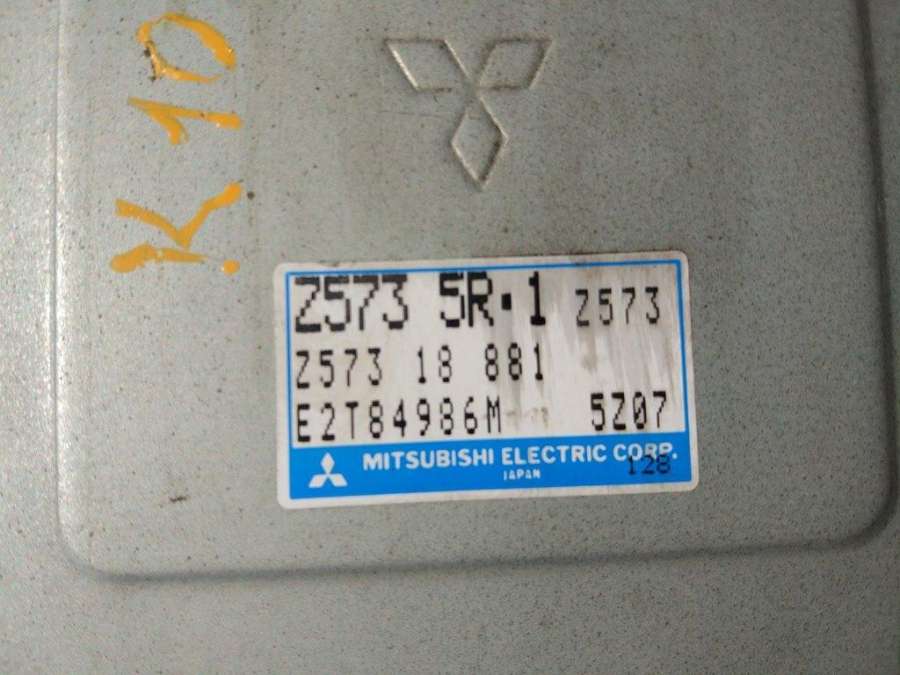 K10
Z573 5R-1 Z573
Z573 18 881
E2T84986M 5Z07
MITSUBISHI ELECTRIC CORP.
128
JAPAN